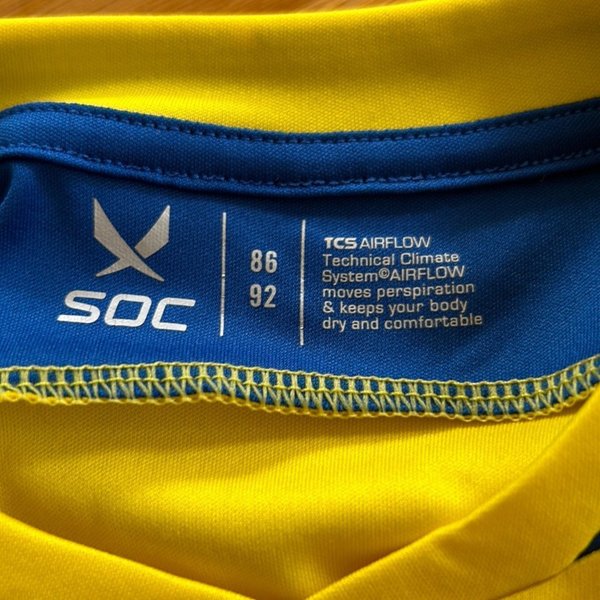 SOC
86
92
TCS AIRFLOW
Technical Climate
System©AIRFLOW
moves perspiration
& keeps your body
dry and comfortable